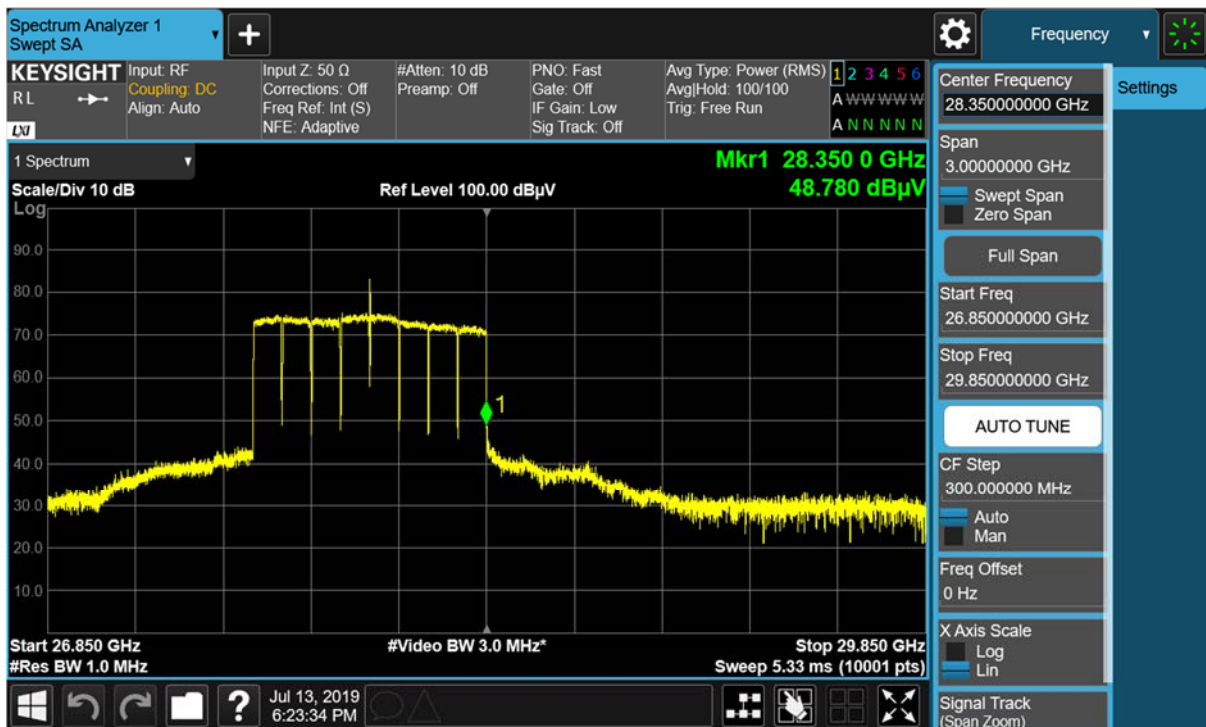 Spectrum Analyzer 1
Swept SA
Frequency
KEYSIGHT
R L
LXI
Input: RF
Coupling: DC
Align: Auto
Input Z: 50 Ω
Corrections: Off
Freq Ref: Int (S)
NFE: Adaptive
#Atten: 10 dB
Preamp: Off
PNO: Fast
Gate: Off
IF Gain: Low
Sig Track: Off
Avg Type: Power (RMS)
Avg|Hold: 100/100
Trig: Free Run
1 2 3 4 5 6
A W W W W W
A N N N N N
1 Spectrum
Scale/Div 10 dB
Ref Level 100.00 dBµV
Mkr1 28.350 0 GHz
48.780 dBµV
Log
90.0
80.0
70.0
60.0
50.0
40.0
30.0
20.0
10.0
1
Start 26.850 GHz
#Video BW 3.0 MHz*
Stop 29.850 GHz
#Res BW 1.0 MHz
Sweep 5.33 ms (10001 pts)
Jul 13, 2019
6:23:34 PM
?
Center Frequency
28.350000000 GHz
Settings
Span
3.00000000 GHz
Swept Span
Zero Span
Full Span
Start Freq
26.850000000 GHz
Stop Freq
29.850000000 GHz
AUTO TUNE
CF Step
300.000000 MHz
Auto
Man
Freq Offset
0 Hz
X Axis Scale
Log
Lin
Signal Track
(Span Zoom)